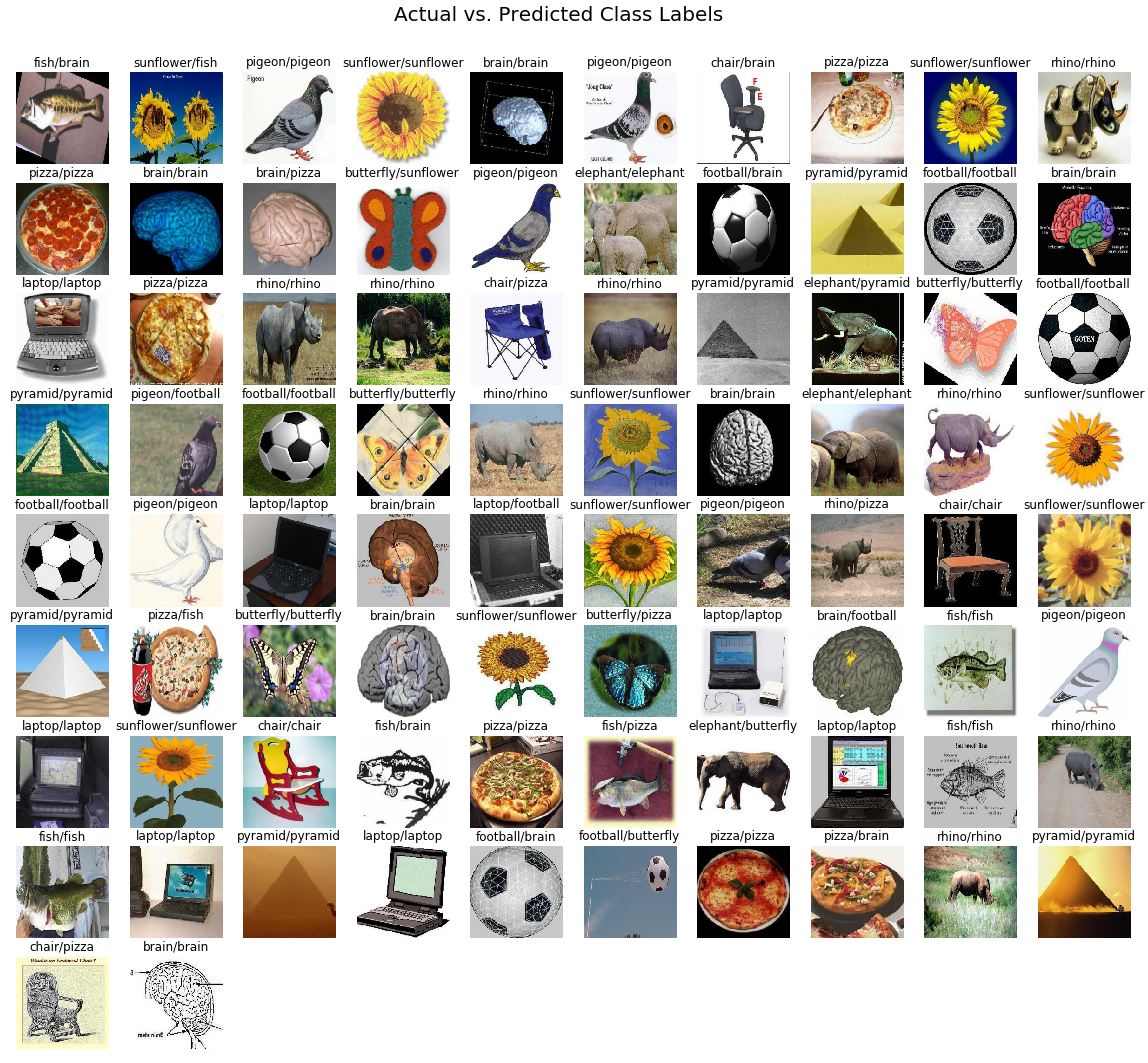 Actual vs. Predicted Class Labels
fish/brain sunflower/fish pigeon/pigeon sunflower/sunflower brain/brain pigeon/pigeon chair/brain pizza/pizza sunflower/sunflower rhino/rhino
Pigeon
F
E
pizza/pizza brain/brain brain/pizza butterfly/sunflower pigeon/pigeon elephant/elephant football/brain pyramid/pyramid football/football brain/brain
laptop/laptop pizza/pizza rhino/rhino rhino/rhino chair/pizza rhino/rhino pyramid/pyramid elephant/pyramid butterfly/butterfly football/football
GOTEN
pyramid/pyramid pigeon/football football/football butterfly/butterfly rhino/rhino sunflower/sunflower brain/brain elephant/elephant rhino/rhino sunflower/sunflower
football/football pigeon/pigeon laptop/laptop brain/brain laptop/football sunflower/sunflower pigeon/pigeon rhino/pizza chair/chair sunflower/sunflower
pyramid/pyramid pizza/fish butterfly/butterfly brain/brain sunflower/sunflower butterfly/pizza laptop/laptop brain/football fish/fish pigeon/pigeon
laptop/laptop sunflower/sunflower chair/chair fish/brain pizza/pizza fish/pizza elephant/butterfly laptop/laptop fish/fish rhino/rhino
fish/fish laptop/laptop pyramid/pyramid laptop/laptop football/brain football/butterfly pizza/pizza pizza/brain rhino/rhino pyramid/pyramid
chair/pizza brain/brain